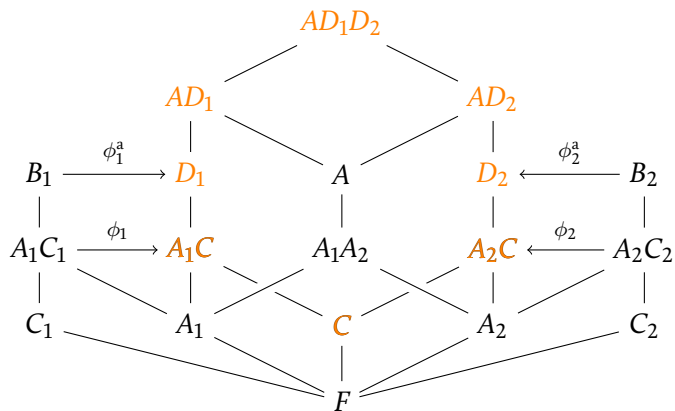 AD₁D₂
AD₁ AD₂
B₁ ϕ₁ᵃ D₁ A D₂ ϕ₂ᵃ B₂
A₁C₁ ϕ₁ A₁C A₁A₂ A₂C ϕ₂ A₂C₂
C₁ A₁ C A₂ C₂
F